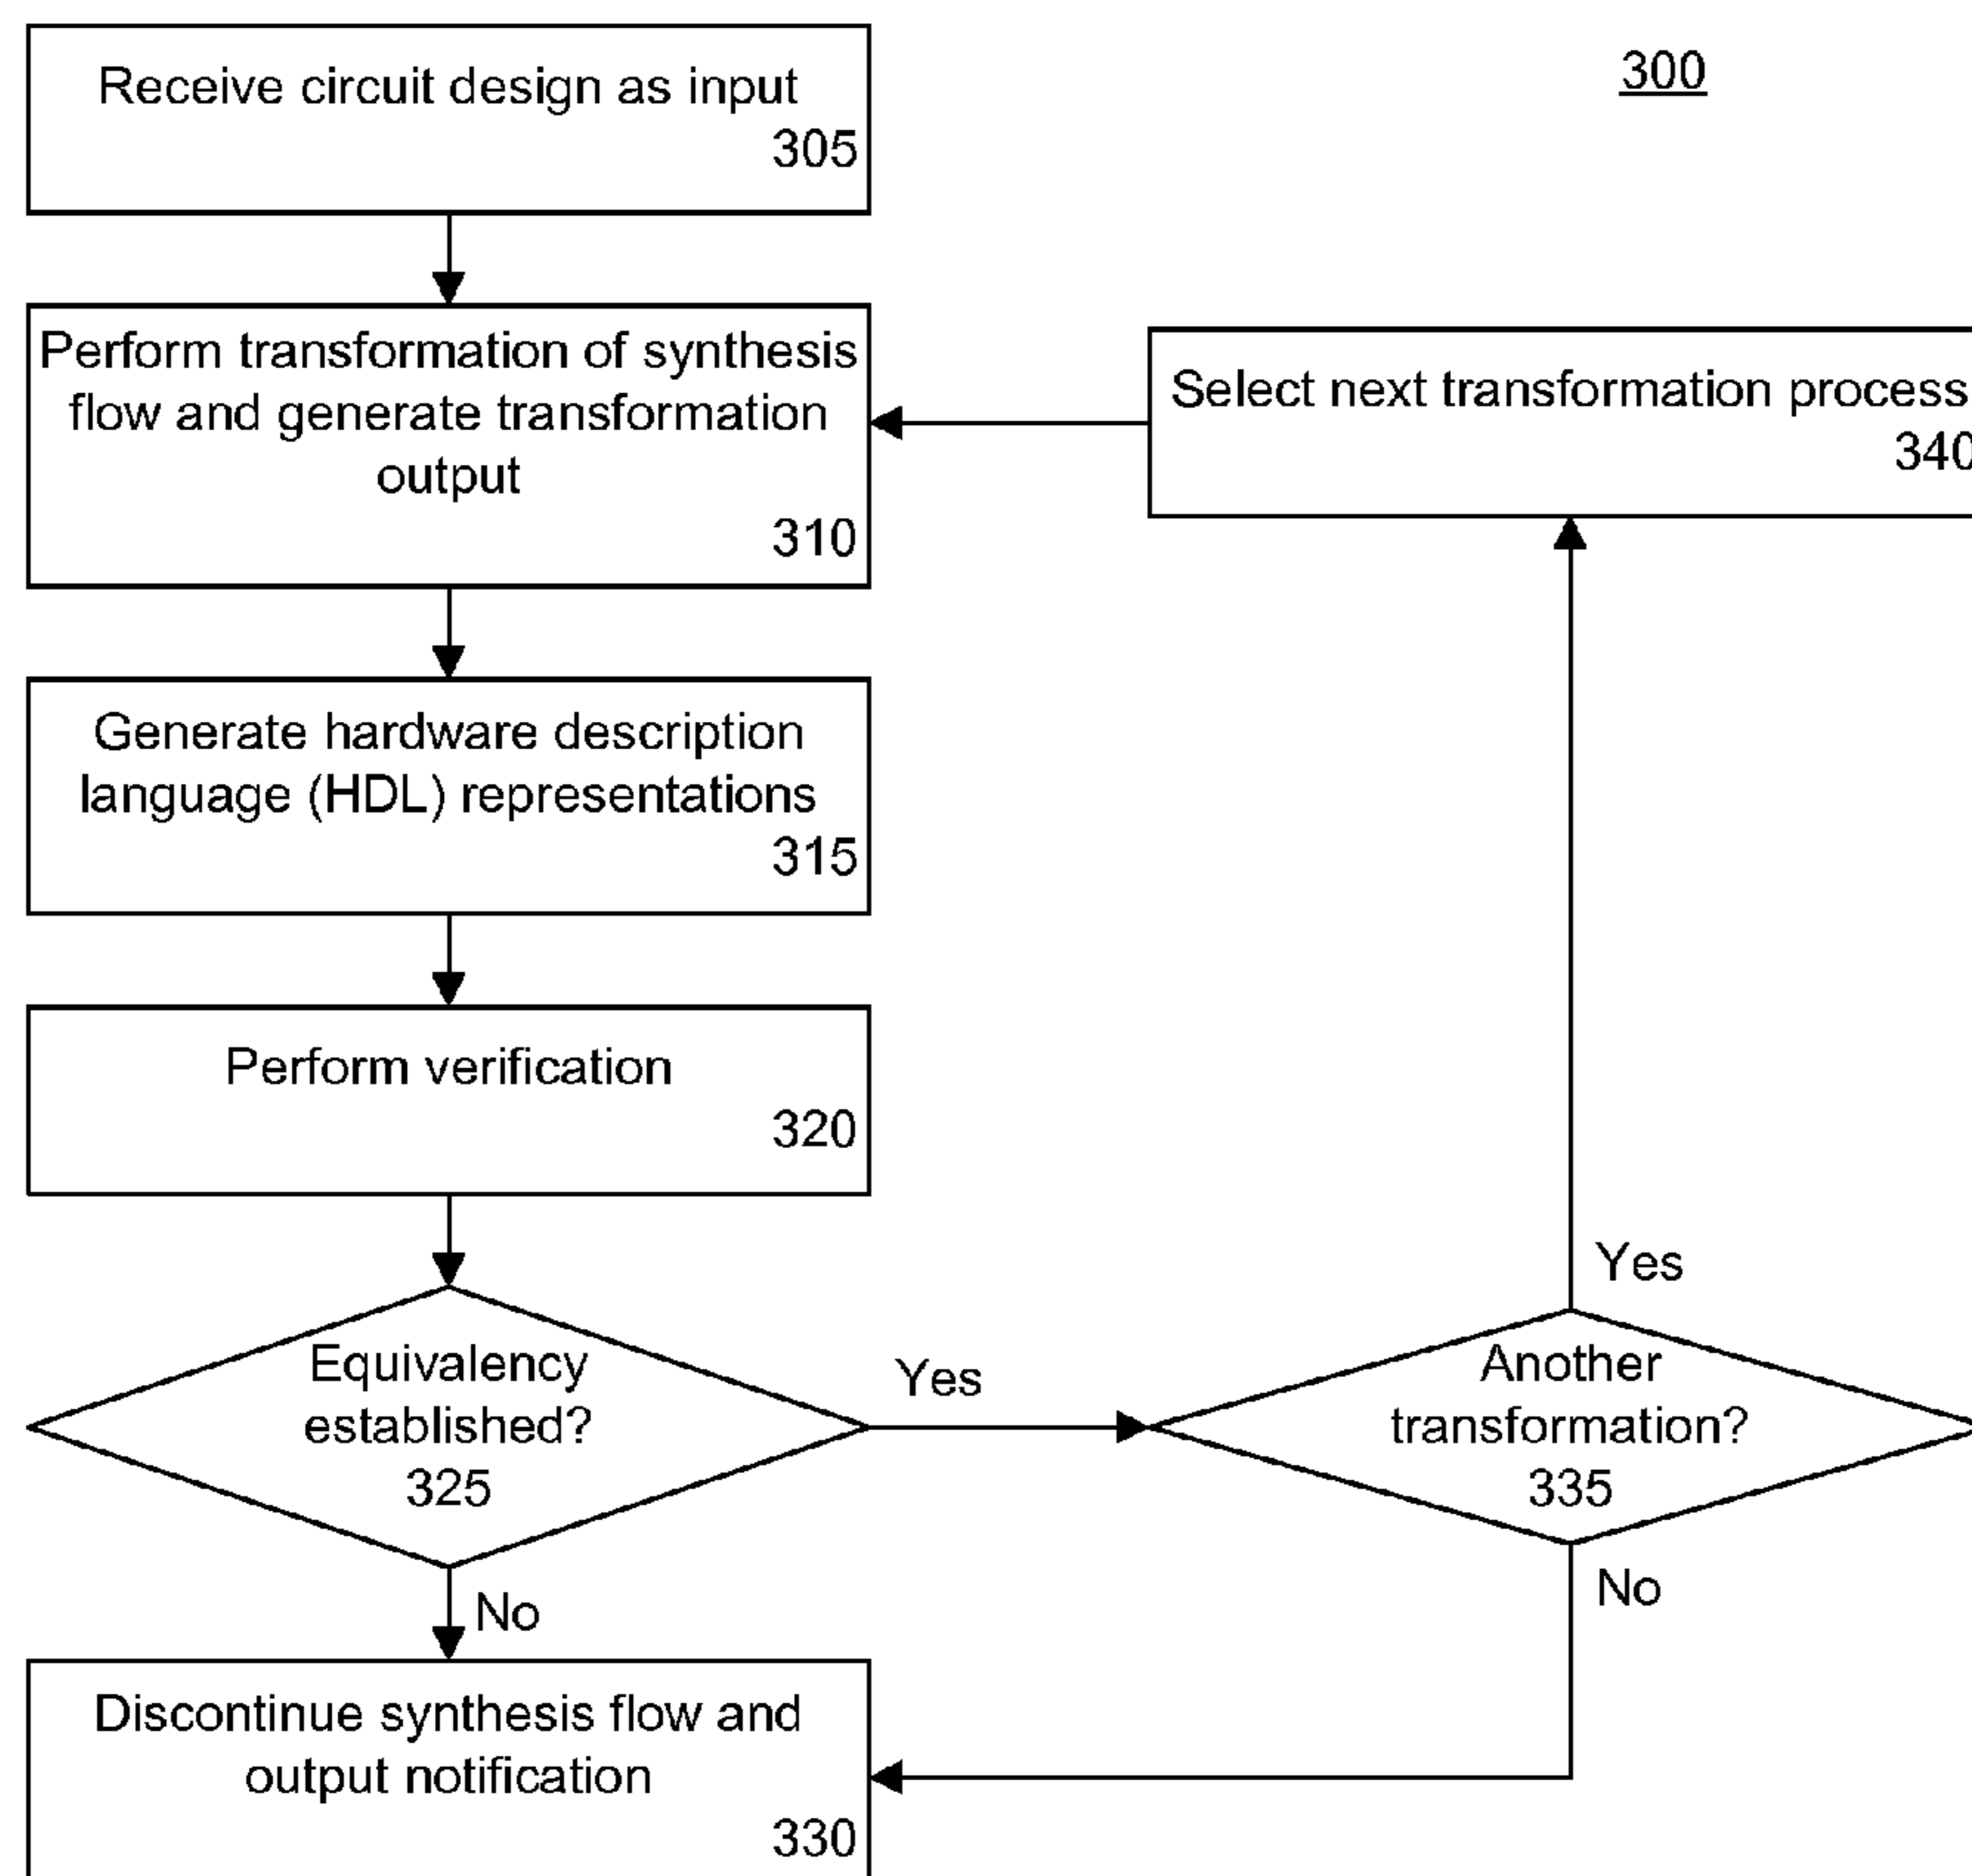 Receive circuit design as input
305
300
Perform transformation of synthesis
flow and generate transformation
output
310
Select next transformation process
340
Generate hardware description
language (HDL) representations
315
Perform verification
320
Equivalency
established?
325
Yes
No
Another
transformation?
335
Yes
No
Discontinue synthesis flow and
output notification
330